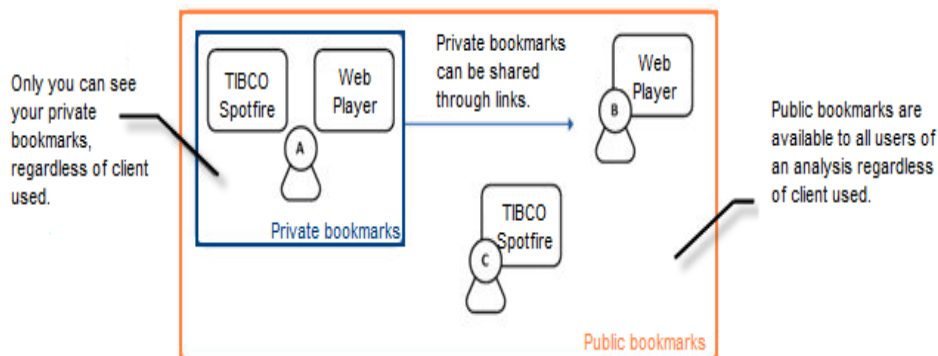 Only you can see
your private
bookmarks,
regardless of client
used.
TIBCO
Spotfire
Web
Player
A
Private bookmarks
Private bookmarks
can be shared
through links.
Web
Player
B
TIBCO
Spotfire
C
Public bookmarks
Public bookmarks are
available to all users of
an analysis regardless
of client used.